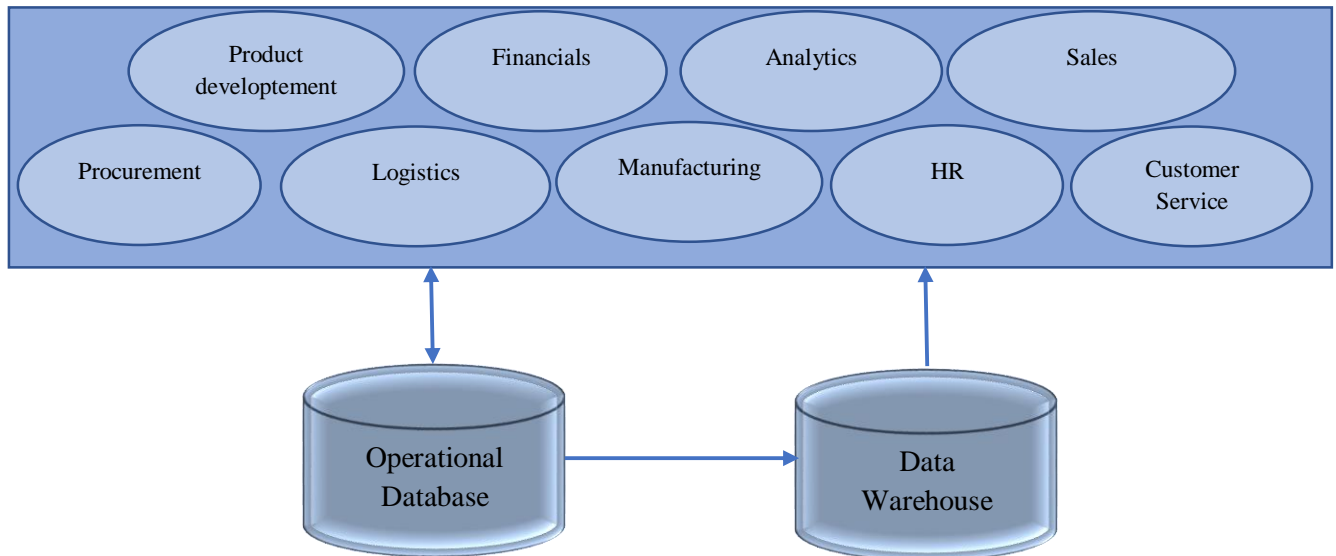 Product
developtement
Financials
Analytics
Sales
Procurement
Logistics
Manufacturing
HR
Customer
Service
Operational
Database
Data
Warehouse